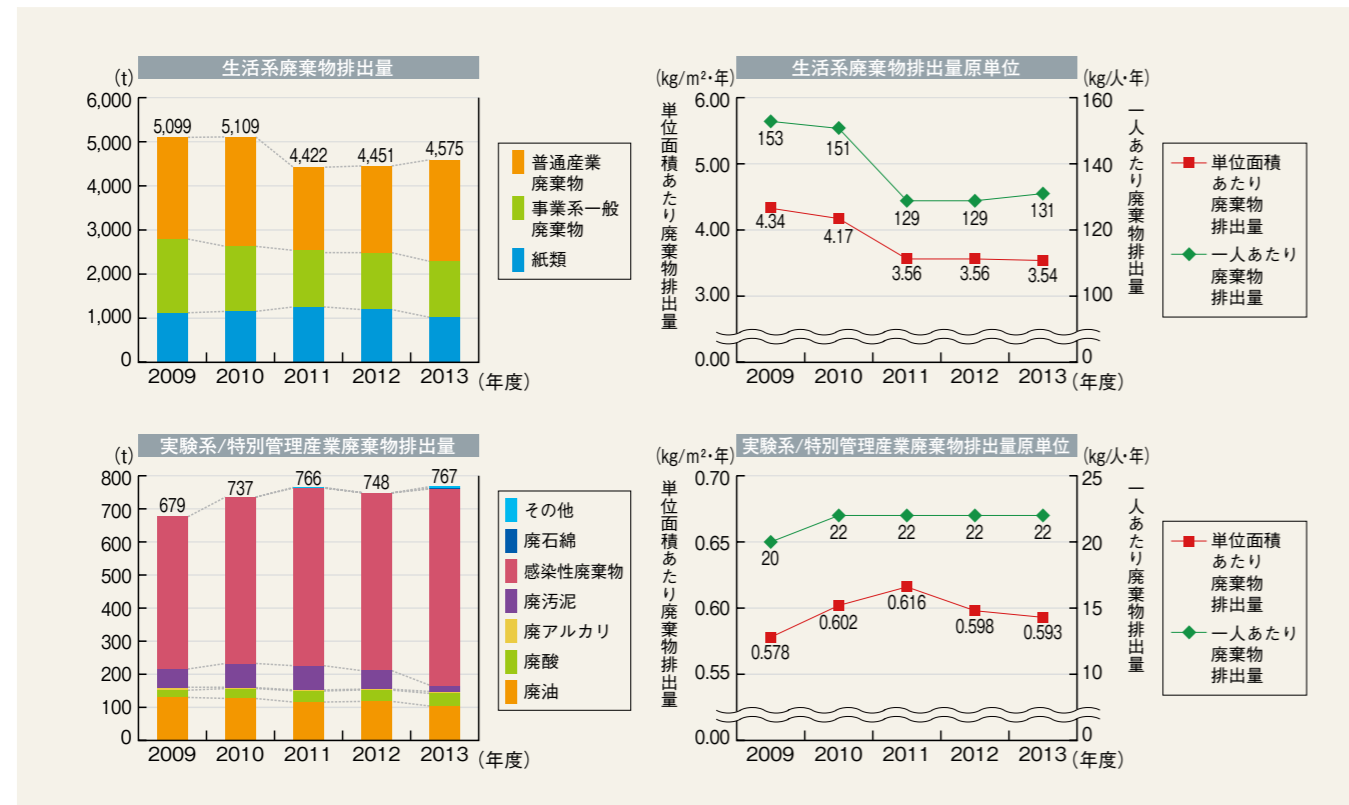 生活系廃棄物排出量
(t)
6,000
5,000
4,000
3,000
2,000
1,000
0
5,099
5,109
4,422
4,451
4,575
2009
2010
2011
2012
2013
(年度)
普通産業
廃棄物
事業系一般
廃棄物
紙類
生活系廃棄物排出量原単位
(kg/m²・年)
(kg/人・年)
単位面積あたり廃棄物排出量
6.00
5.00
4.00
3.00
0.00
153
151
129
129
131
4.34
4.17
3.56
3.56
3.54
160
140
120
100
0
一人あたり廃棄物排出量
2009
2010
2011
2012
2013
(年度)
単位面積
あたり
廃棄物
排出量
一人あたり
廃棄物
排出量
実験系/特別管理産業廃棄物排出量
(t)
800
700
600
500
400
300
200
100
0
679
737
766
748
767
2009
2010
2011
2012
2013
(年度)
その他
廃石綿
感染性廃棄物
廃汚泥
廃アルカリ
廃酸
廃油
実験系/特別管理産業廃棄物排出量原単位
(kg/m²・年)
(kg/人・年)
単位面積あたり廃棄物排出量
0.70
0.65
0.60
0.55
0.00
20
22
22
22
22
0.578
0.602
0.616
0.598
0.593
25
20
15
10
0
一人あたり廃棄物排出量
2009
2010
2011
2012
2013
(年度)
単位面積
あたり
廃棄物
排出量
一人あたり
廃棄物
排出量